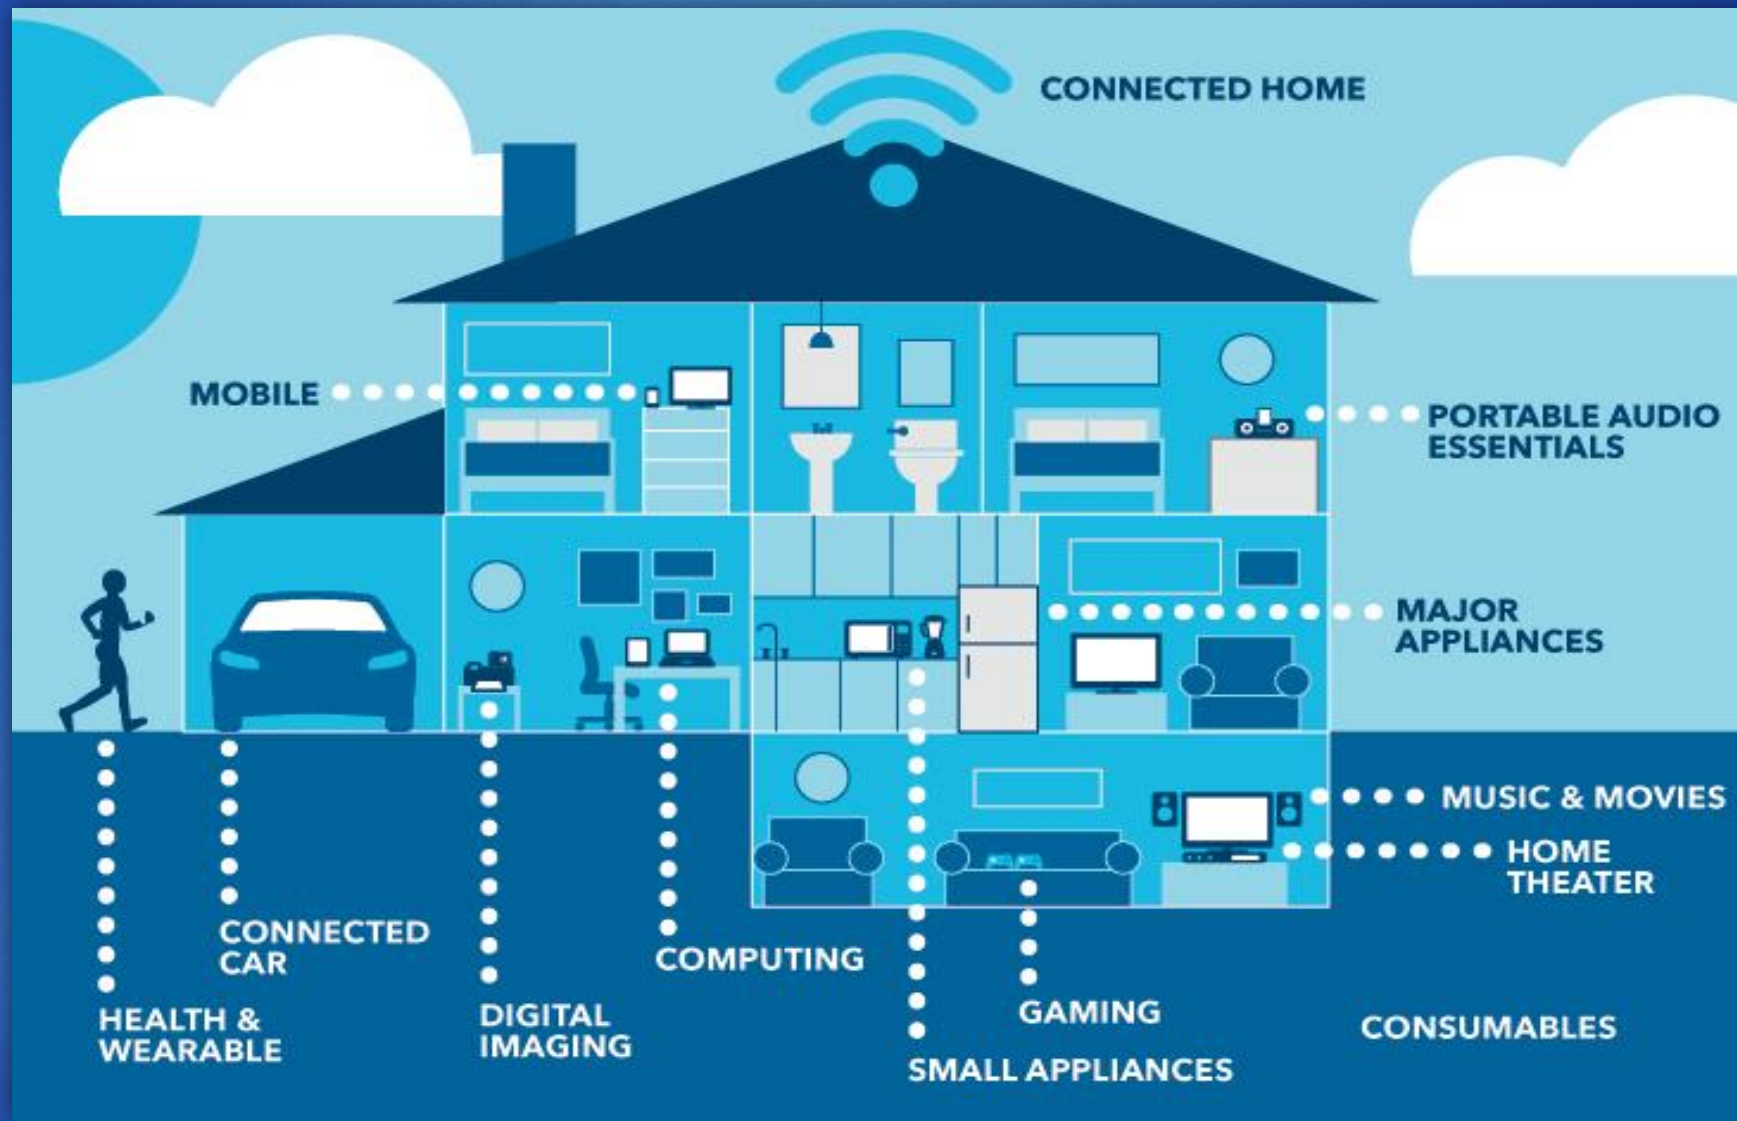 CONNECTED HOME
MOBILE
PORTABLE AUDIO
ESSENTIALS
MAJOR
APPLIANCES
MUSIC & MOVIES
HOME
THEATER
CONNECTED
CAR
COMPUTING
HEALTH &
WEARABLE
DIGITAL
IMAGING
GAMING
CONSUMABLES
SMALL APPLIANCES